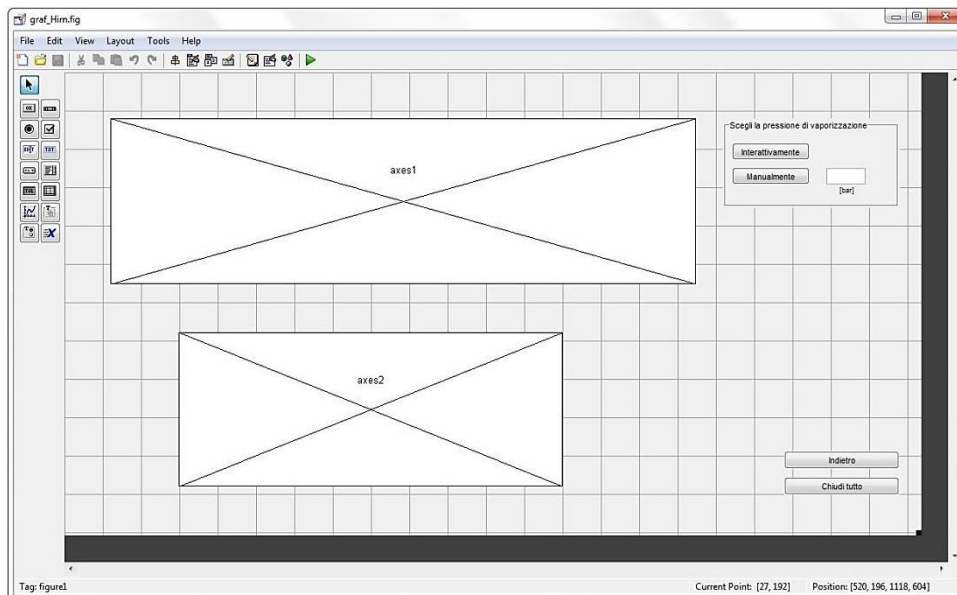 graf_Hirn.fig
File Edit View Layout Tools Help
axes1
Scegli la pressione di vaporizzazione
Interattivamente
Manualmente
[bar]
axes2
Indietro
Chiudi tutto
Tag: figure1
Current Point: [27, 192]
Position: [520, 196, 1118, 604]